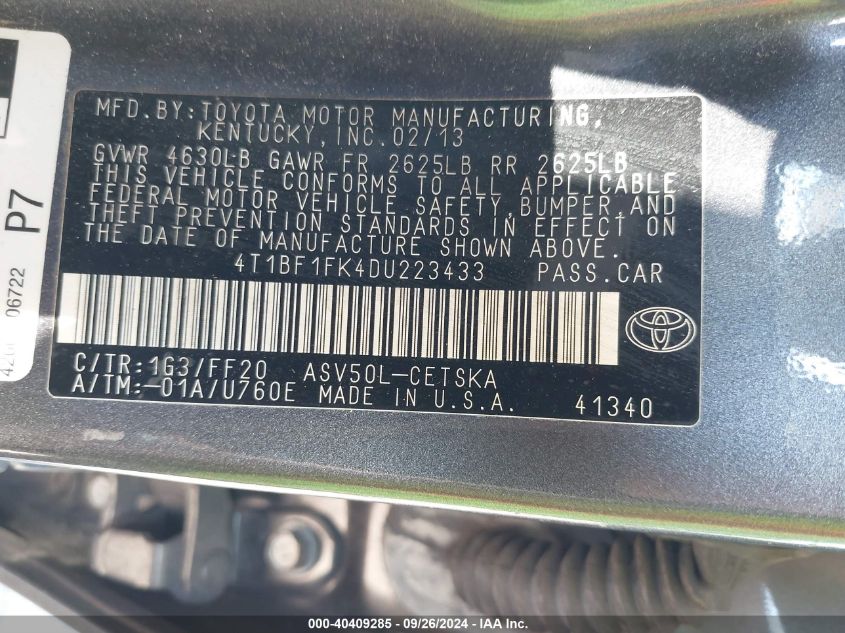 MFD. BY: TOYOTA MOTOR MANUFACTURING,
KENTUCKY, INC. 02/13
GVWR 4630LB GAWR FR 2625LB RR 2625LB
THIS VEHICLE CONFORMS TO ALL APPLICABLE
FEDERAL MOTOR VEHICLE SAFETY, BUMPER, AND
THEFT PREVENTION STANDARDS IN EFFECT ON
THE DATE OF MANUFACTURE SHOWN ABOVE.
4T1BF1FK4DU223433 PASS.CAR
C/TR: 1G3/FF20 ASV50L-CETSKA
A/TM: -01A/U760E MADE IN U.S.A. 41340
P7
06722
000-40409285 - 09/26/2024 - IAA Inc.